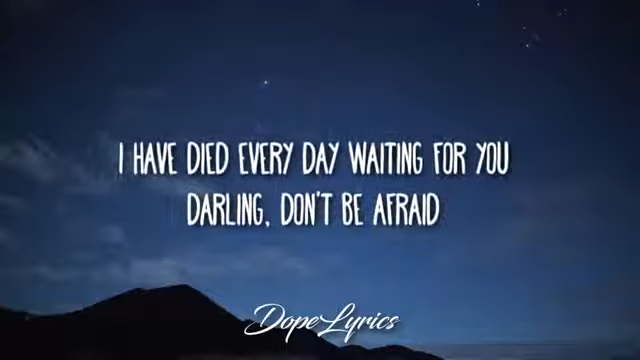 I HAVE DIED EVERY DAY WAITING FOR YOU
DARLING, DON'T BE AFRAID
DopeLyrics